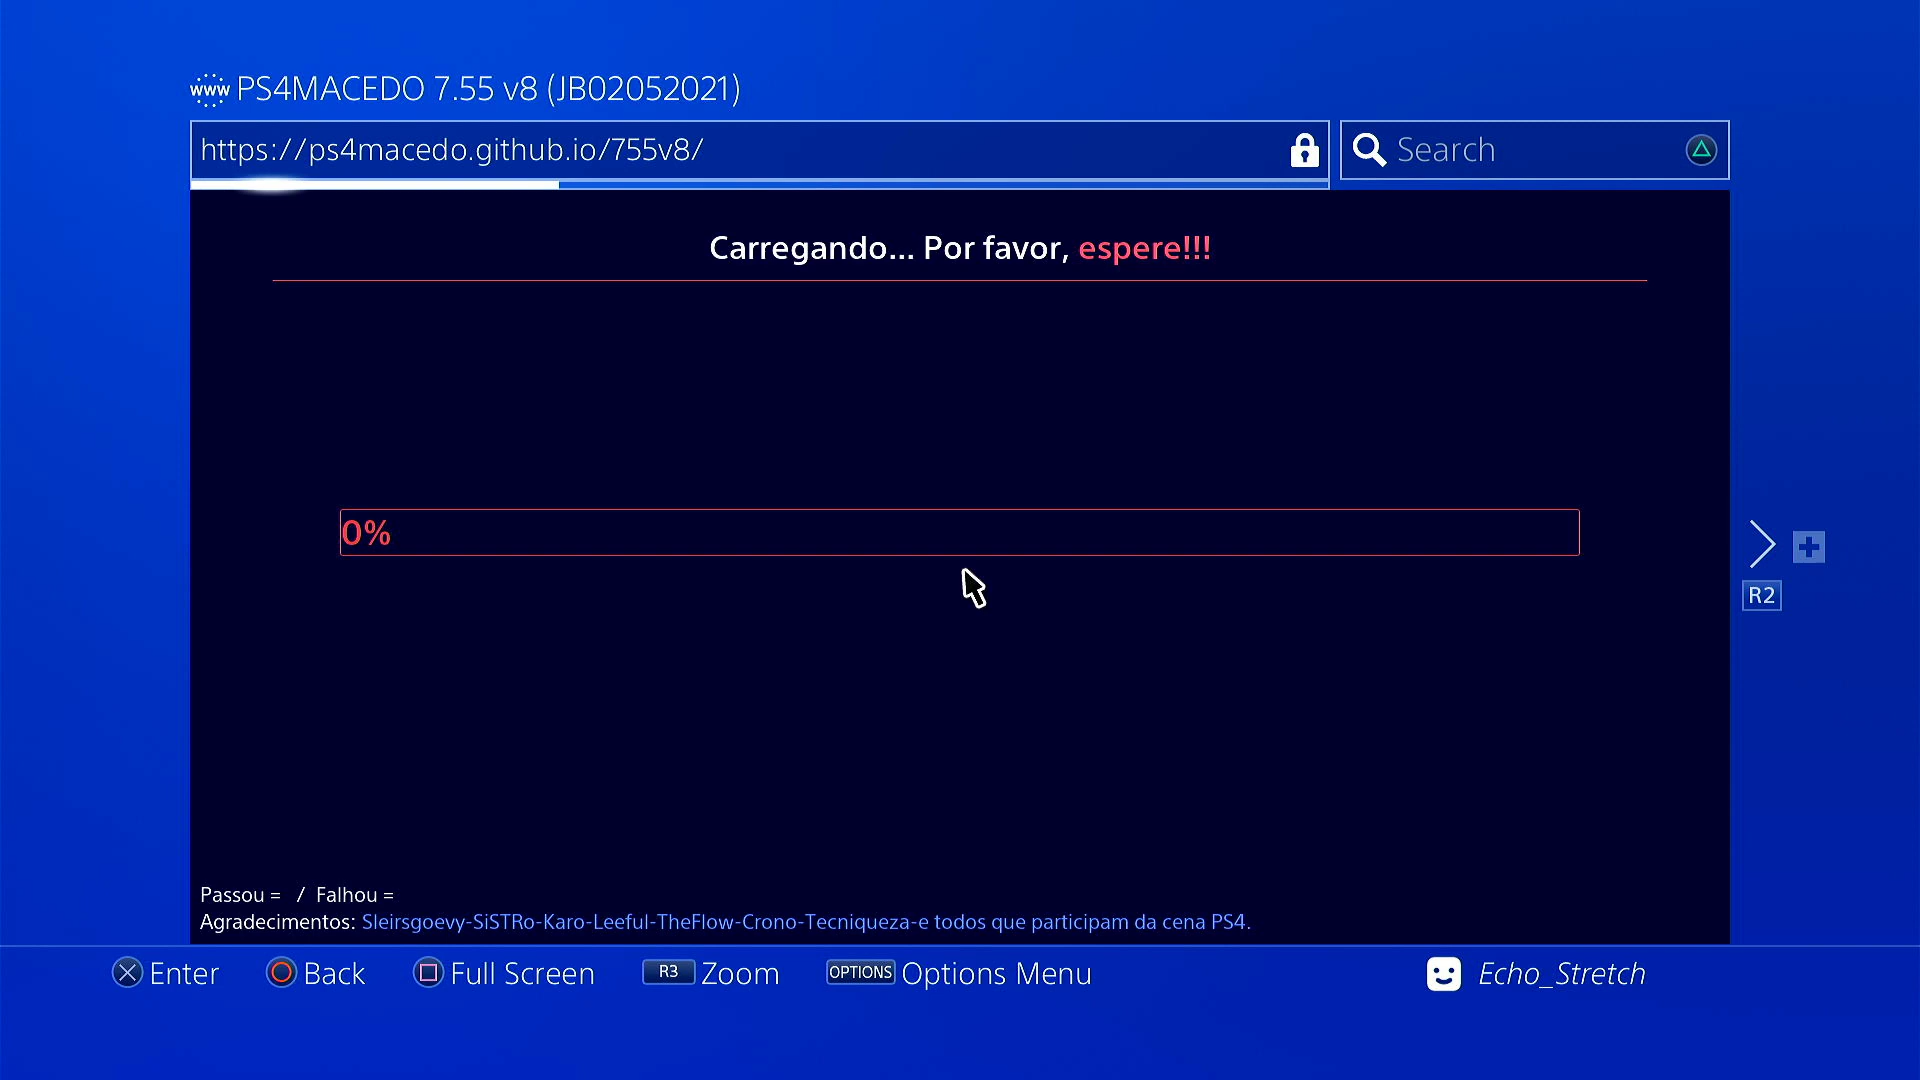 www PS4MACEDO 7.55 v8 (JB02052021)
https://ps4macedo.github.io/755v8/
Search
Carregando... Por favor, espere!!!
0%
R2
Passou = / Falhou =
Agradecimentos: Sleirsgoevy-SiSTRo-Karo-Leeful-TheFlow-Crono-Tecniqueza-e todos que participam da cena PS4.
Enter Back Full Screen R3 Zoom OPTIONS Options Menu Echo_Stretch